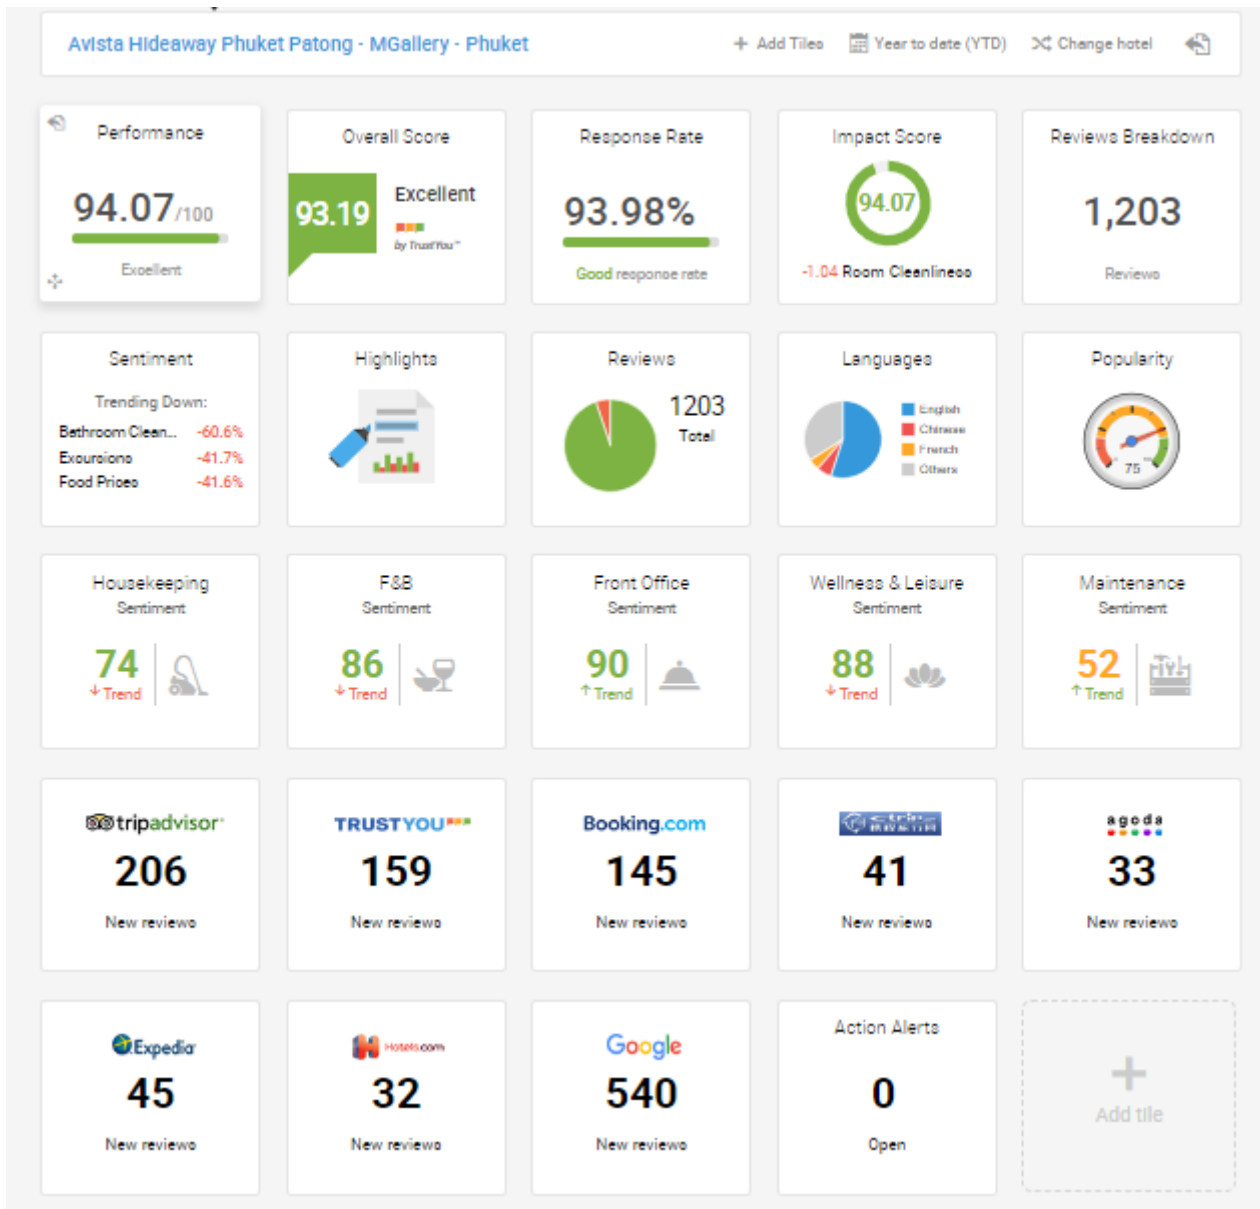 Avista Hideaway Phuket Patong - MGallery - Phuket
+ Add Tiles
Year to date (YTD)
Change hotel
Performance
94.07/100
Excellent
Overall Score
93.19
Excellent
by TrustYou™
Response Rate
93.98%
Good response rate
Impact Score
94.07
-1.04 Room Cleanliness
Reviews Breakdown
1,203
Reviews
Sentiment
Trending Down:
Bathroom Clean... -60.6%
Excursions -41.7%
Food Prices -41.6%
Highlights
Reviews
1203
Total
Languages
English
Chinese
French
Others
Popularity
75
Housekeeping
Sentiment
74
↓ Trend
F&B
Sentiment
86
↓ Trend
Front Office
Sentiment
90
↑ Trend
Wellness & Leisure
Sentiment
88
↓ Trend
Maintenance
Sentiment
52
↑ Trend
tripadvisor
206
New reviews
TRUSTYOU
159
New reviews
Booking.com
145
New reviews
41
New reviews
agoda
33
New reviews
Expedia
45
New reviews
Hotels.com
32
New reviews
Google
540
New reviews
Action Alerts
0
Open
+
Add tile